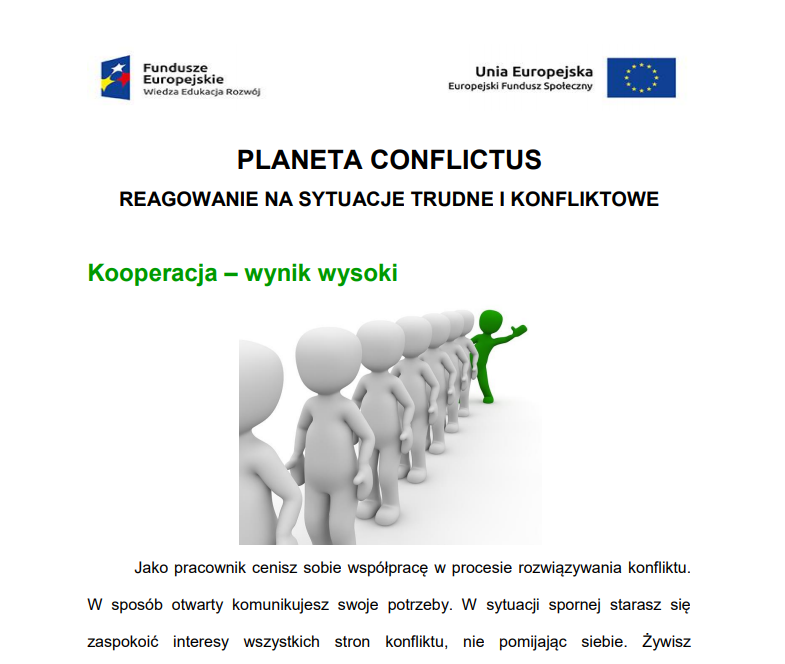 Fundusze
Europejskie
Wiedza Edukacja Rozwój
Unia Europejska
Europejski Fundusz Społeczny
PLANETA CONFLICTUS
REAGOWANIE NA SYTUACJE TRUDNE I KONFLIKTOWE
Kooperacja – wynik wysoki
Jako pracownik cenisz sobie współpracę w procesie rozwiązywania konfliktu.
W sposób otwarty komunikujesz swoje potrzeby. W sytuacji spornej starasz się
zaspokoić interesy wszystkich stron konfliktu, nie pomijając siebie. Żywisz